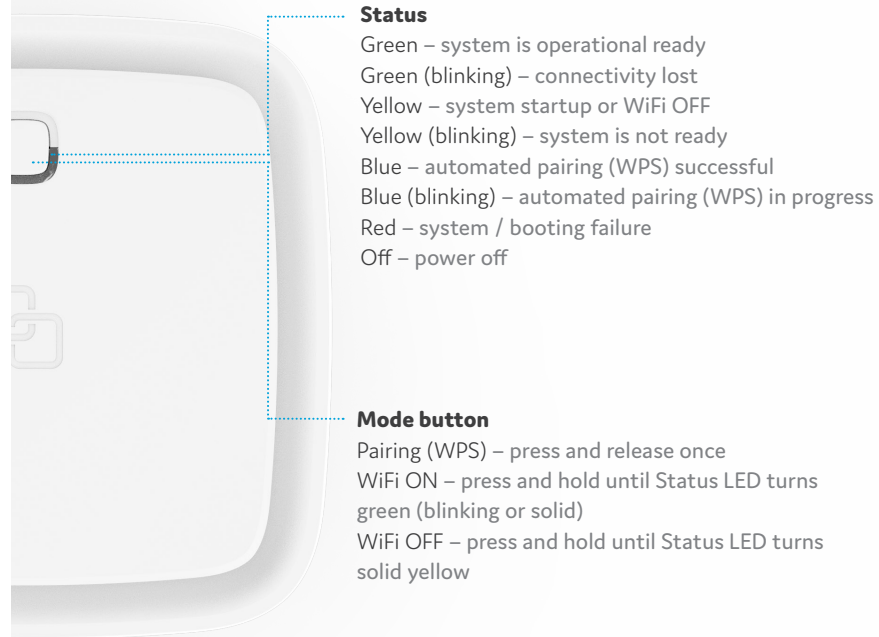 Status
Green – system is operational ready
Green (blinking) – connectivity lost
Yellow – system startup or WiFi OFF
Yellow (blinking) – system is not ready
Blue – automated pairing (WPS) successful
Blue (blinking) – automated pairing (WPS) in progress
Red – system / booting failure
Off – power off
Mode button
Pairing (WPS) – press and release once
WiFi ON – press and hold until Status LED turns
green (blinking or solid)
WiFi OFF – press and hold until Status LED turns
solid yellow